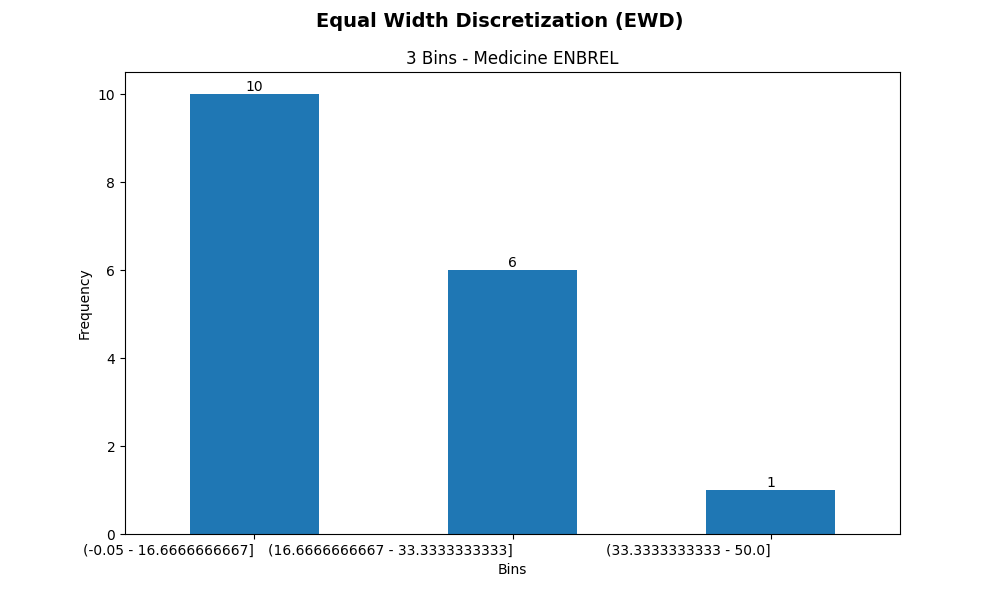 Equal Width Discretization (EWD)
3 Bins - Medicine ENBREL
10
10
8
6
6
4
2
1
0
Frequency
(-0.05 - 16.6666666667] (16.6666666667 - 33.3333333333] (33.3333333333 - 50.0]
Bins